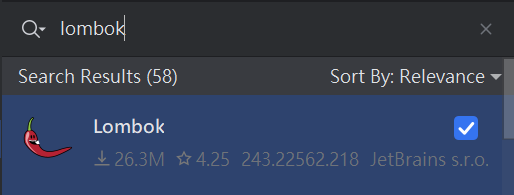 lombok
Search Results (58) Sort By: Relevance
Lombok
26.3M 4.25 243.22562.218 JetBrains s.r.o.